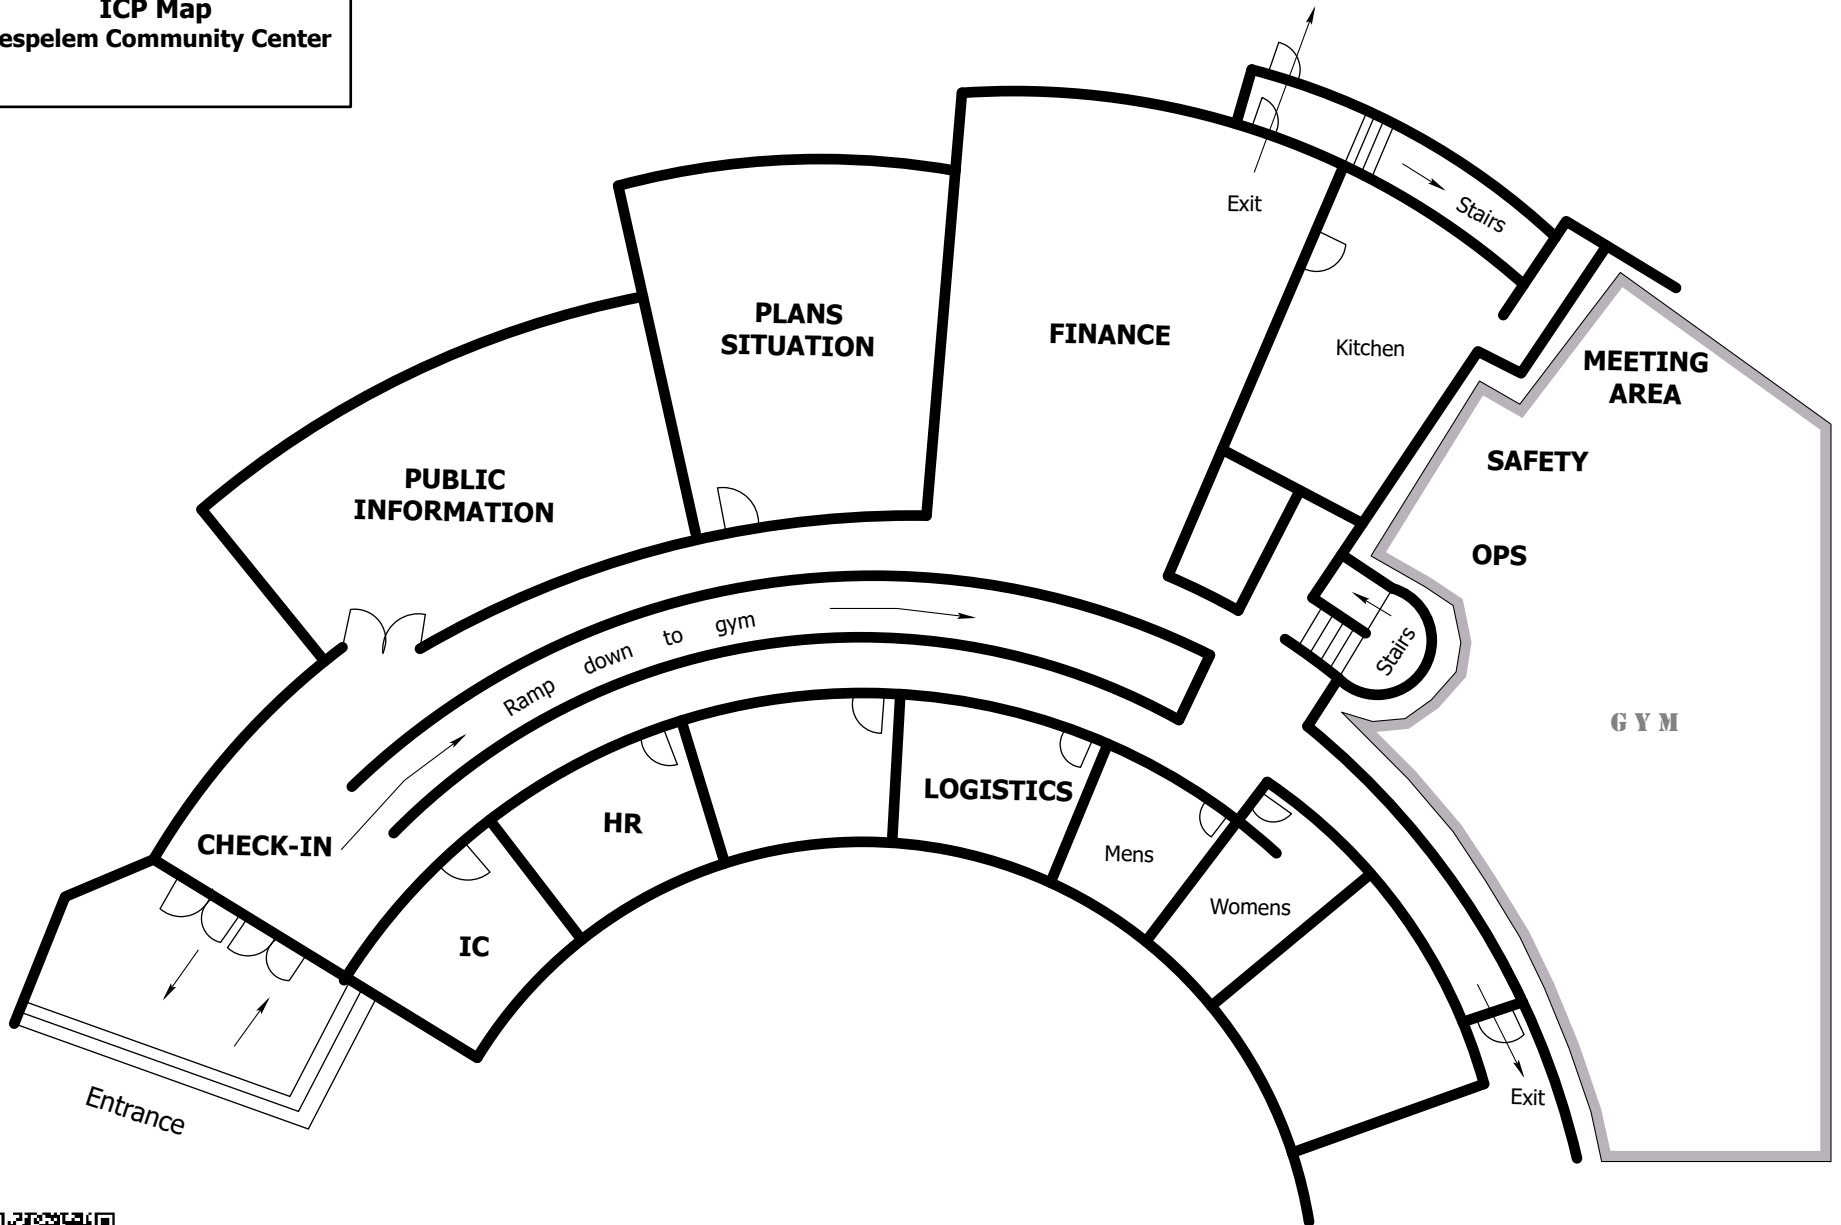 ICP Map
espelem Community Center
Exit
Stairs
PLANS
SITUATION
FINANCE
Kitchen
MEETING
AREA
SAFETY
PUBLIC
INFORMATION
OPS
Ramp down to gym
Stairs
GYM
LOGISTICS
HR
CHECK-IN
Mens
Womens
IC
Entrance
Exit